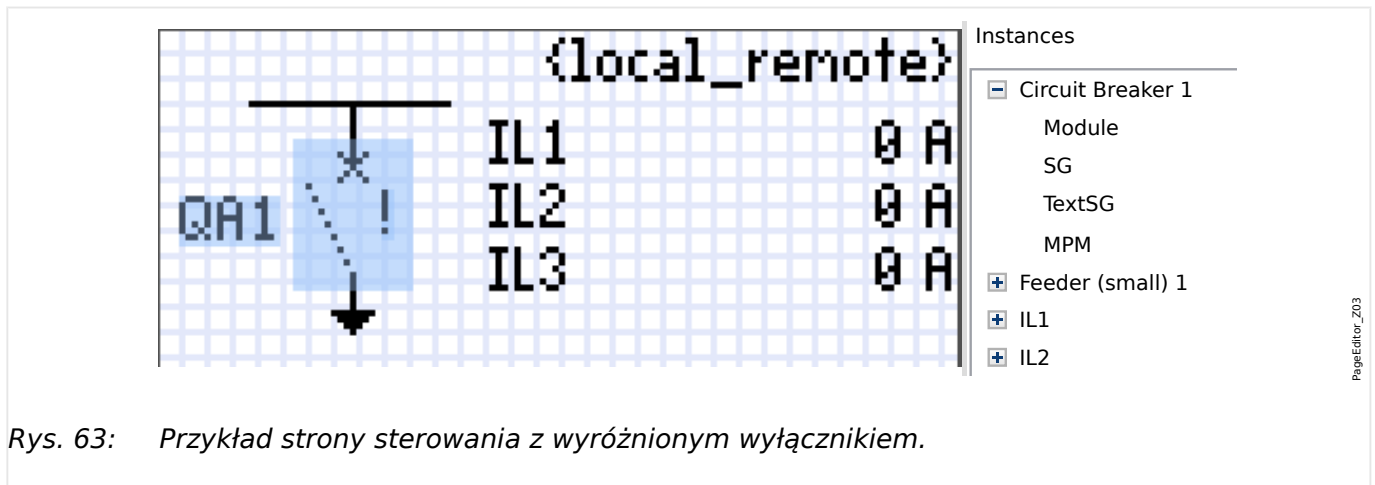 {local_remote}
IL1 0 A
QA1 !
IL2 0 A
IL3 0 A
Instances
Circuit Breaker 1
Module
SG
TextSG
MPM
Feeder (small) 1
IL1
IL2
PageEditor_Z03
Rys. 63: Przykład strony sterowania z wyróżnionym wyłącznikiem.